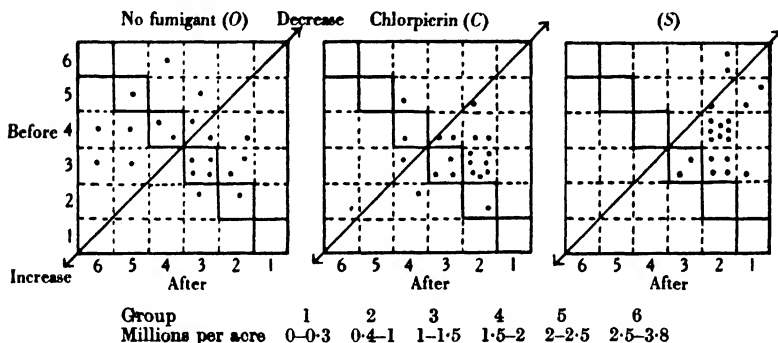 No fumigant (O) Decrease Chlorpicrin (C) (S)
6
5
Before 4
3
2
1
Increase 6 5 4 3 2 1 6 5 4 3 2 1 6 5 4 3 2 1
After After After
Group 1 2 3 4 5 6
Millions per acre 0–0·3 0·4–1 1–1·5 1·5–2 2–2·5 2·5–3·8